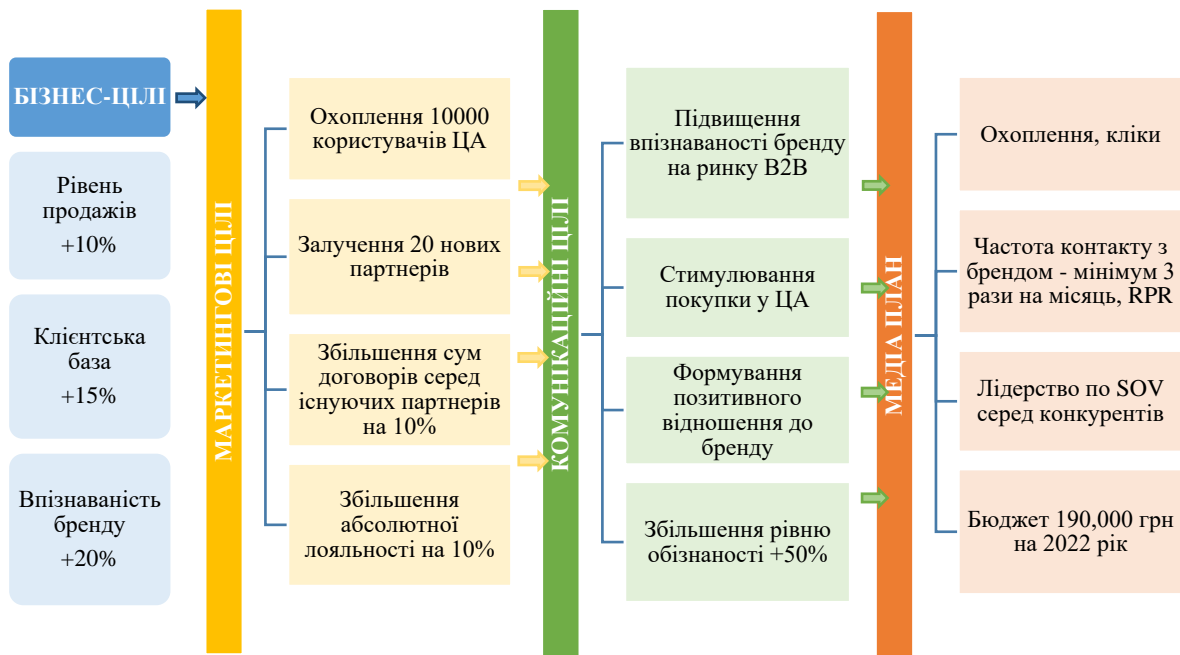 БІЗНЕС-ЦІЛІ
Рівень
продажів
+10%
Клієнтська
база
+15%
Впізнаваність
бренду
+20%
МАРКЕТИНГОВІ ЦІЛІ
Охоплення 10000
користувачів ЦА
Залучення 20 нових
партнерів
Збільшення сум
договорів серед
існуючих партнерів
на 10%
Збільшення
абсолютної
лояльності на 10%
КОМУНІКАЦІЙНІ ЦІЛІ
Підвищення
впізнаваності бренду
на ринку B2B
Стимулювання
покупки у ЦА
Формування
позитивного
відношення до
бренду
Збільшення рівню
обізнаності +50%
МЕДІА ПЛАН
Охоплення, кліки
Частота контакту з
брендом - мінімум 3
рази на місяць, RPR
Лідерство по SOV
серед конкурентів
Бюджет 190,000 грн
на 2022 рік